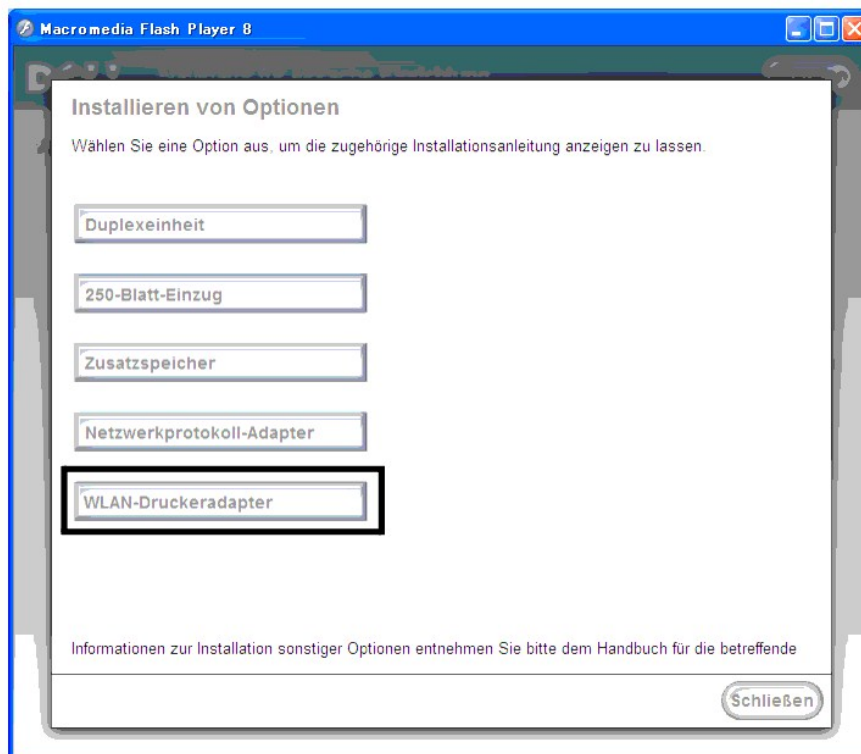 Macromedia Flash Player 8
Installieren von Optionen
Wählen Sie eine Option aus, um die zugehörige Installationsanleitung anzeigen zu lassen.
Duplexeinheit
250-Blatt-Einzug
Zusatzspeicher
Netzwerkprotokoll-Adapter
WLAN-Druckeradapter
Informationen zur Installation sonstiger Optionen entnehmen Sie bitte dem Handbuch für die betreffende
Schließen